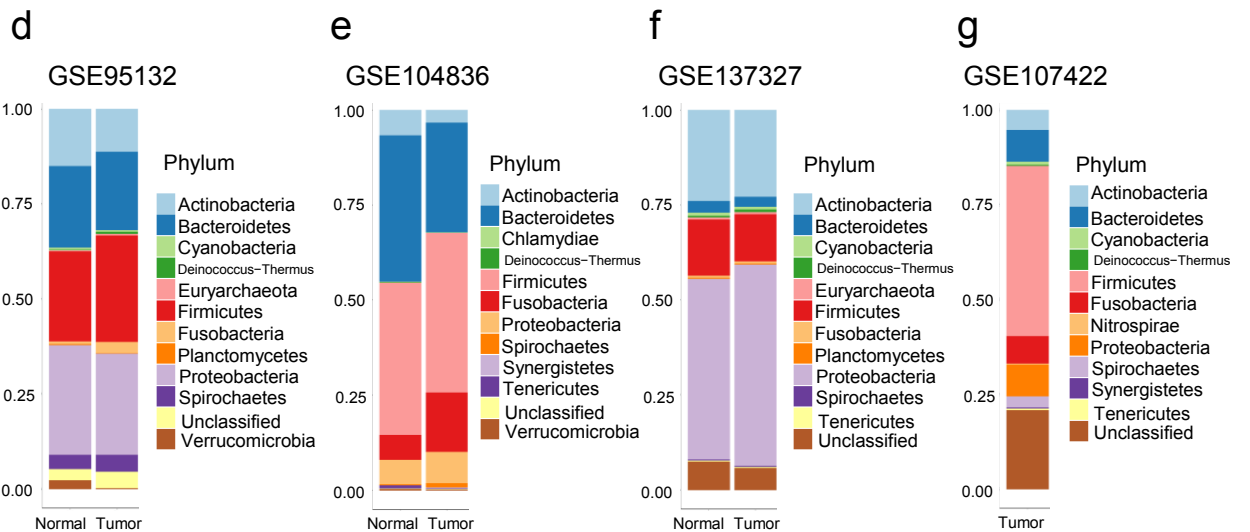 d
GSE95132
1.00
0.75
0.50
0.25
0.00
Normal Tumor
Phylum
Actinobacteria
Bacteroidetes
Cyanobacteria
Deinococcus−Thermus
Euryarchaeota
Firmicutes
Fusobacteria
Planctomycetes
Proteobacteria
Spirochaetes
Unclassified
Verrucomicrobia
e
GSE104836
1.00
0.75
0.50
0.25
0.00
Normal Tumor
Phylum
Actinobacteria
Bacteroidetes
Chlamydiae
Deinococcus−Thermus
Firmicutes
Fusobacteria
Proteobacteria
Spirochaetes
Synergistetes
Tenericutes
Unclassified
Verrucomicrobia
f
GSE137327
1.00
0.75
0.50
0.25
0.00
Normal Tumor
Phylum
Actinobacteria
Bacteroidetes
Cyanobacteria
Deinococcus−Thermus
Euryarchaeota
Firmicutes
Fusobacteria
Planctomycetes
Proteobacteria
Spirochaetes
Tenericutes
Unclassified
g
GSE107422
1.00
0.75
0.50
0.25
0.00
Tumor
Phylum
Actinobacteria
Bacteroidetes
Cyanobacteria
Deinococcus−Thermus
Firmicutes
Fusobacteria
Nitrospirae
Proteobacteria
Spirochaetes
Synergistetes
Tenericutes
Unclassified